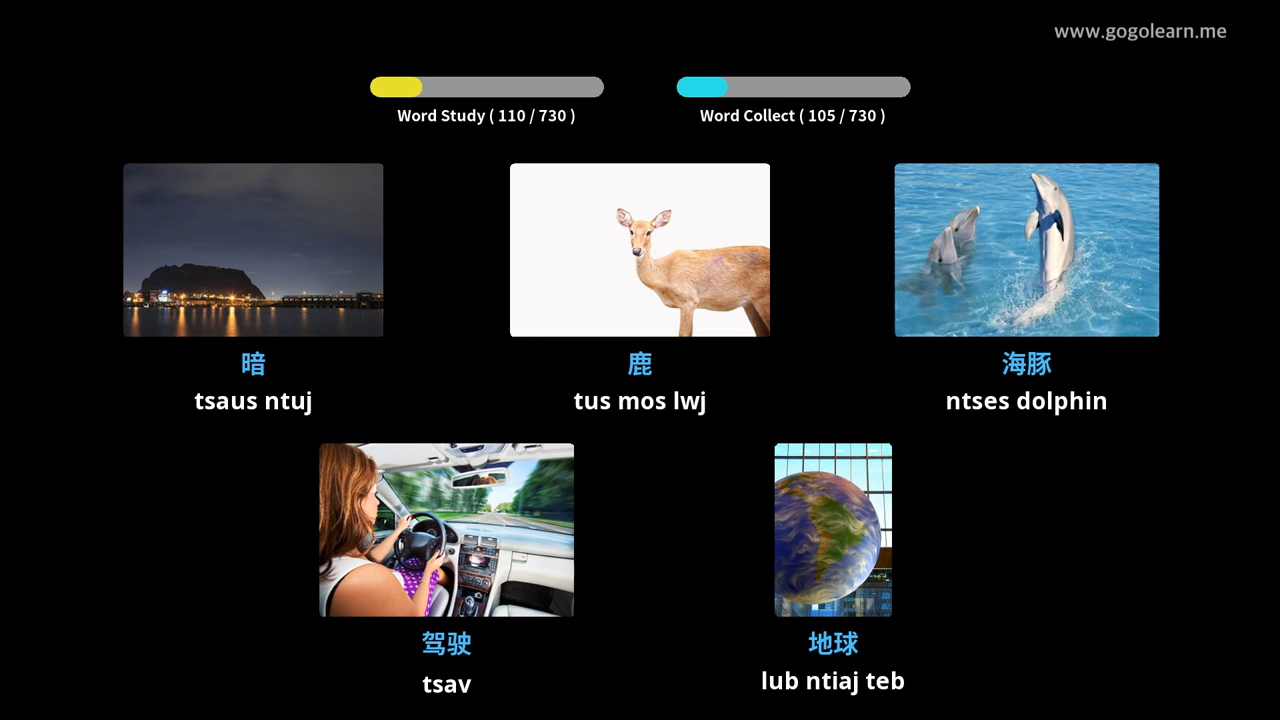 www.gogolearn.me
Word Study ( 110 / 730 )
Word Collect ( 105 / 730 )
暗
tsaus ntuj
鹿
tus mos lwj
海豚
ntses dolphin
驾驶
tsav
地球
lub ntiaj teb